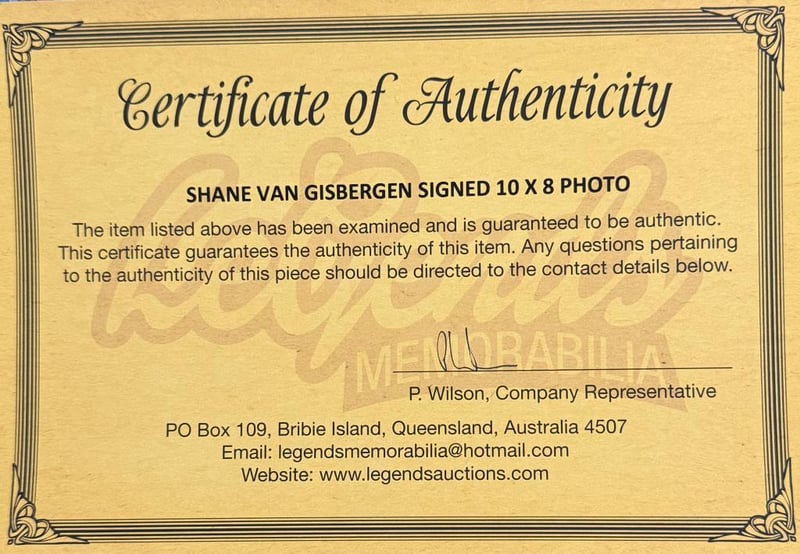 Certificate of Authenticity
SHANE VAN GISBERGEN SIGNED 10 X 8 PHOTO
The item listed above has been examined and is guaranteed to be authentic.
This certificate guarantees the authenticity of this item. Any questions pertaining
to the authenticity of this piece should be directed to the contact details below.
Legends
MEMORABILIA
P. Wilson, Company Representative
PO Box 109, Bribie Island, Queensland, Australia 4507
Email: legendsmemorabilia@hotmail.com
Website: www.legendsauctions.com